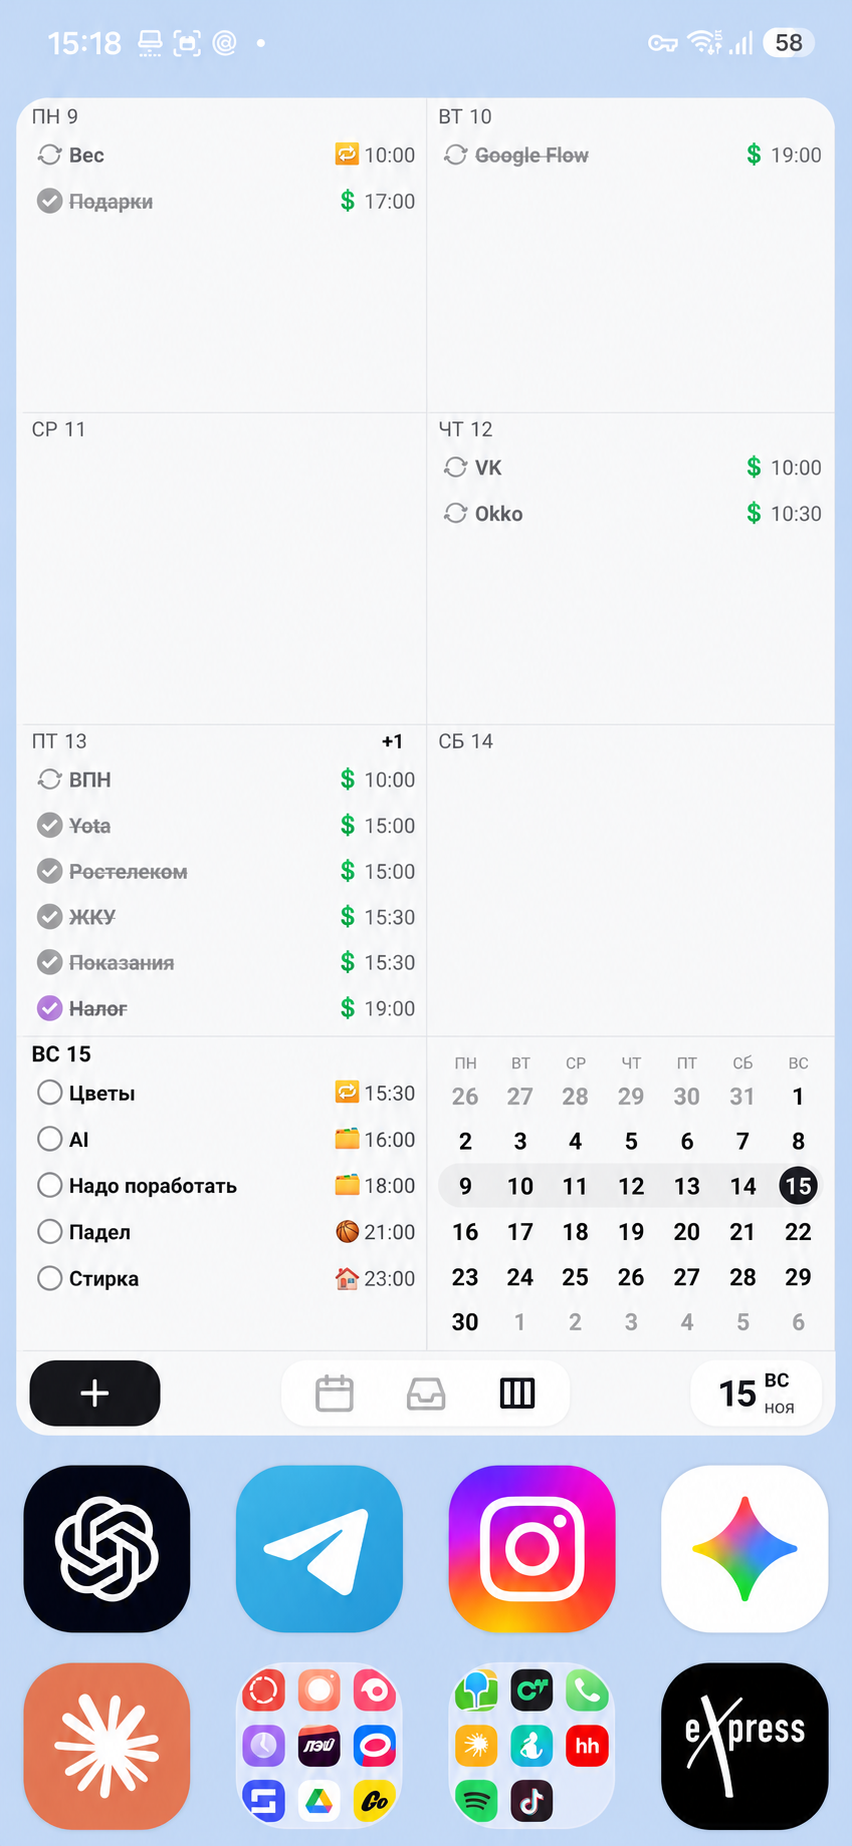 15:18
58
ПН 9
Вес 10:00
Подарки $ 17:00
ВТ 10
Google Flow $ 19:00
СР 11
ЧТ 12
VK $ 10:00
Okko $ 10:30
ПТ 13 +1
ВПН $ 10:00
Yota $ 15:00
Ростелеком $ 15:00
ЖКУ $ 15:30
Показания $ 15:30
Налог $ 19:00
СБ 14
ВС 15
Цветы 15:30
AI 16:00
Надо поработать 18:00
Падел 21:00
Стирка 23:00
ПН ВТ СР ЧТ ПТ СБ ВС
26 27 28 29 30 31 1
2 3 4 5 6 7 8
9 10 11 12 13 14 15
16 17 18 19 20 21 22
23 24 25 26 27 28 29
30 1 2 3 4 5 6
15 ВС
ноя
лэй
hh
Go
eXpress